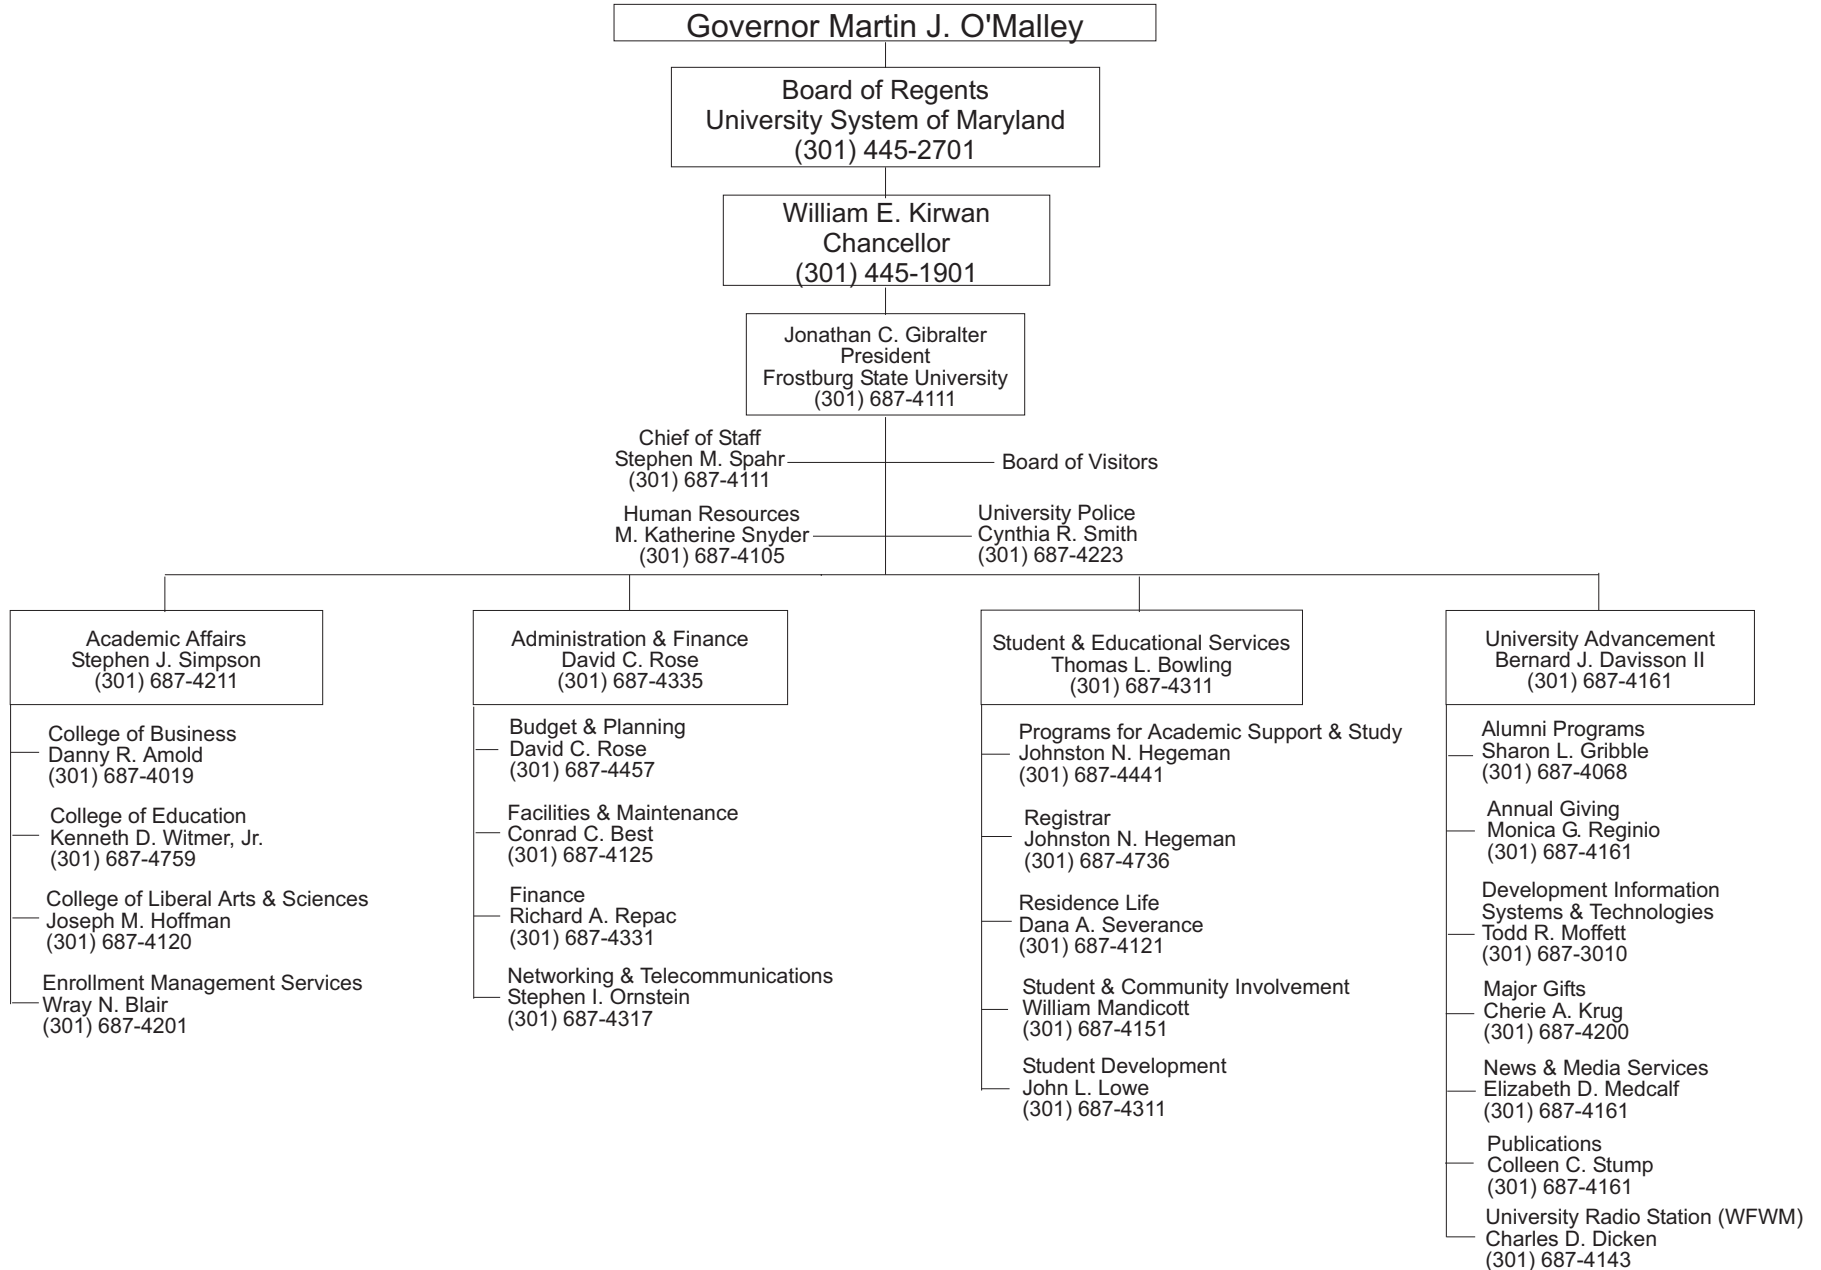 Governor Martin J. O'Malley
Board of Regents
University System of Maryland
(301) 445-2701
William E. Kirwan
Chancellor
(301) 445-1901
Jonathan C. Gibralter
President
Frostburg State University
(301) 687-4111
Chief of Staff
Stephen M. Spahr
(301) 687-4111
Board of Visitors
Human Resources
M. Katherine Snyder
(301) 687-4105
University Police
Cynthia R. Smith
(301) 687-4223
Academic Affairs
Stephen J. Simpson
(301) 687-4211
College of Business
Danny R. Arnold
(301) 687-4019
College of Education
Kenneth D. Witmer, Jr.
(301) 687-4759
College of Liberal Arts & Sciences
Joseph M. Hoffman
(301) 687-4120
Enrollment Management Services
Wray N. Blair
(301) 687-4201
Administration & Finance
David C. Rose
(301) 687-4335
Budget & Planning
David C. Rose
(301) 687-4457
Facilities & Maintenance
Conrad C. Best
(301) 687-4125
Finance
Richard A. Repac
(301) 687-4331
Networking & Telecommunications
Stephen I. Ornstein
(301) 687-4317
Student & Educational Services
Thomas L. Bowling
(301) 687-4311
Programs for Academic Support & Study
Johnston N. Hegeman
(301) 687-4441
Registrar
Johnston N. Hegeman
(301) 687-4736
Residence Life
Dana A. Severance
(301) 687-4121
Student & Community Involvement
William Mandicott
(301) 687-4151
Student Development
John L. Lowe
(301) 687-4311
University Advancement
Bernard J. Davisson II
(301) 687-4161
Alumni Programs
Sharon L. Gribble
(301) 687-4068
Annual Giving
Monica G. Reginio
(301) 687-4161
Development Information
Systems & Technologies
Todd R. Moffett
(301) 687-3010
Major Gifts
Cherie A. Krug
(301) 687-4200
News & Media Services
Elizabeth D. Medcalf
(301) 687-4161
Publications
Colleen C. Stump
(301) 687-4161
University Radio Station (WFWM)
Charles D. Dicken
(301) 687-4143